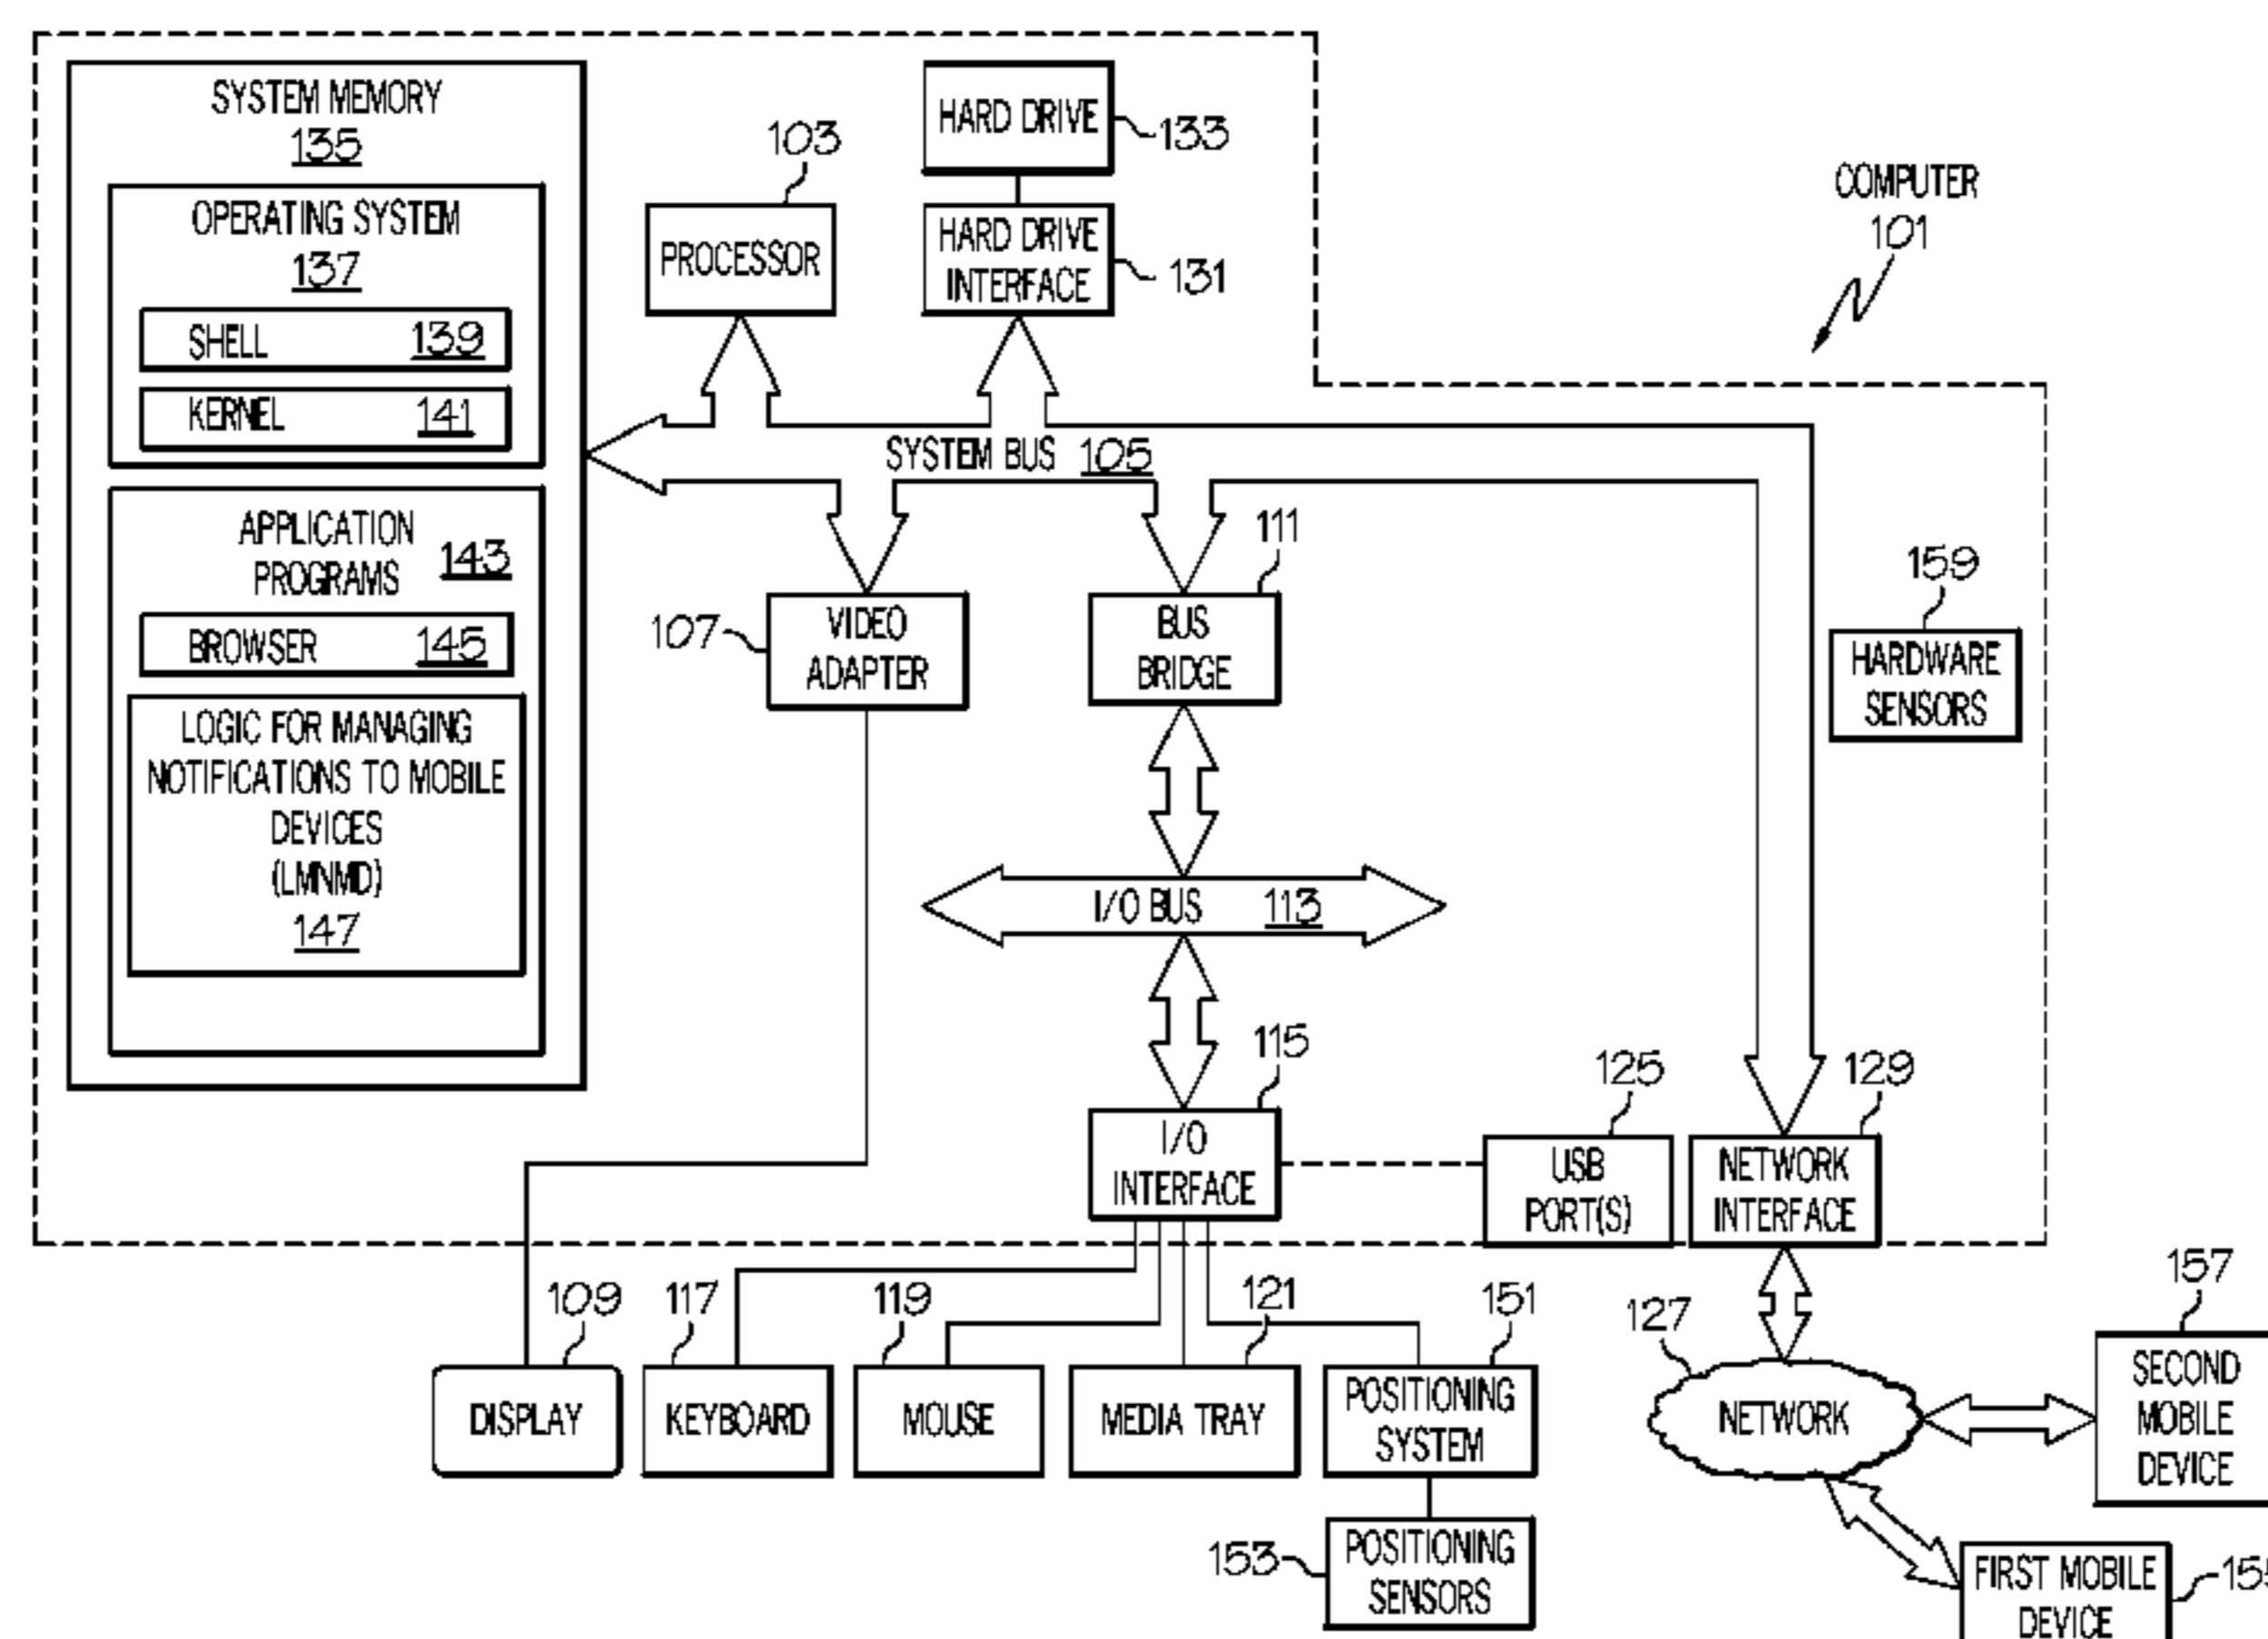 SYSTEM MEMORY
135
OPERATING SYSTEM
137
SHELL 139
KERNEL 141
APPLICATION
PROGRAMS 143
BROWSER 145
LOGIC FOR MANAGING
NOTIFICATIONS TO MOBILE
DEVICES
(LMNMD)
147
103
PROCESSOR
HARD DRIVE
133
HARD DRIVE
INTERFACE
131
COMPUTER
101
SYSTEM BUS 105
107
VIDEO
ADAPTER
111
BUS
BRIDGE
159
HARDWARE
SENSORS
I/O BUS 113
115
I/O
INTERFACE
125
USB
PORT(S)
129
NETWORK
INTERFACE
109
DISPLAY
117
KEYBOARD
119
MOUSE
121
MEDIA TRAY
151
POSITIONING
SYSTEM
153
POSITIONING
SENSORS
127
NETWORK
157
SECOND
MOBILE
DEVICE
FIRST MOBILE
DEVICE